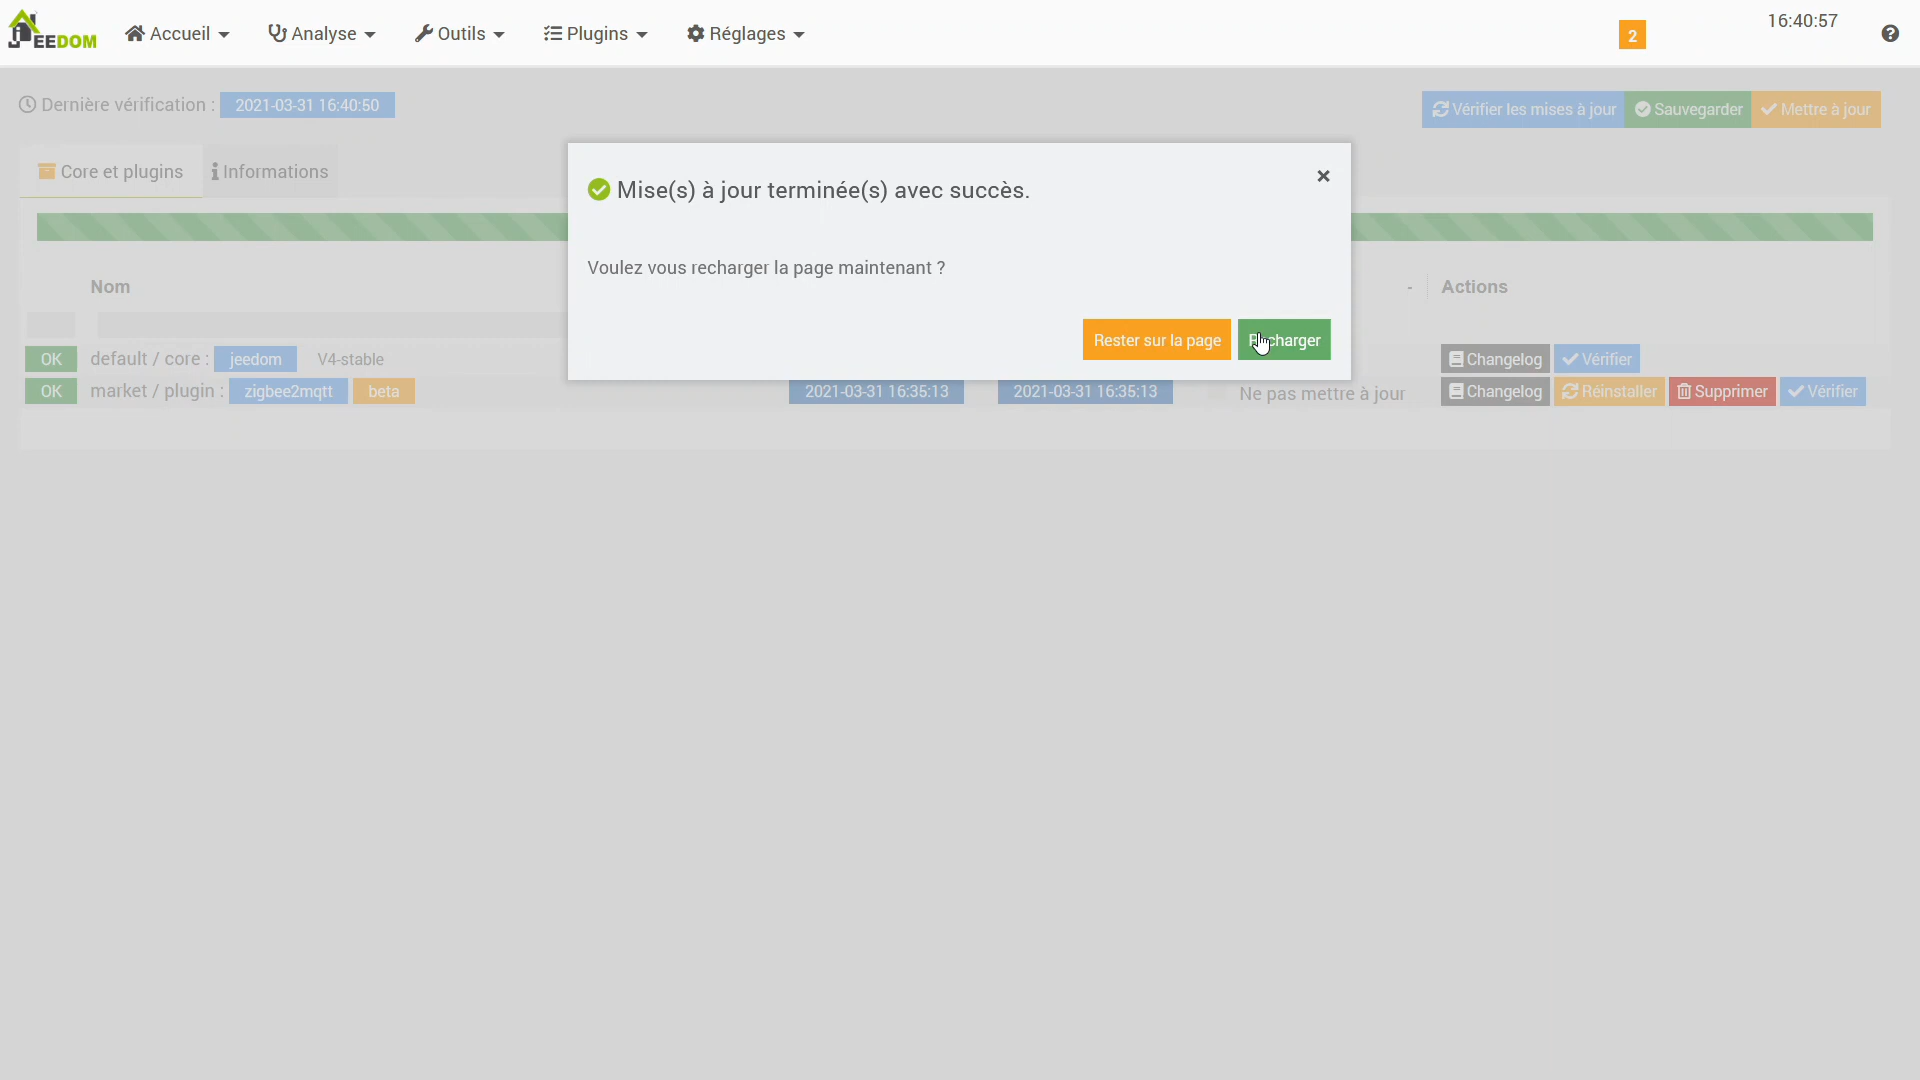 JEEDOM Accueil Analyse Outils Plugins Réglages 2 16:40:57
Dernière vérification : 2021-03-31 16:40:50
Vérifier les mises à jour Sauvegarder Mettre à jour
Core et plugins Informations
Mise(s) à jour terminée(s) avec succès.
Voulez vous recharger la page maintenant ?
Nom - Actions
Rester sur la page Recharger
OK default / core : jeedom V4-stable Changelog Vérifier
OK market / plugin : zigbee2mqtt beta 2021-03-31 16:35:13 2021-03-31 16:35:13 Ne pas mettre à jour Changelog Réinstaller Supprimer Vérifier